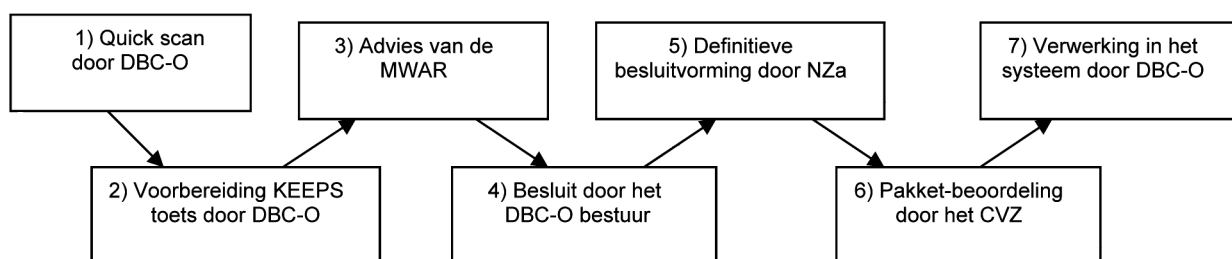 1) Quick scan
door DBC-O
2) Voorbereiding KEEPS
toets door DBC-O
3) Advies van de
MWAR
4) Besluit door het
DBC-O bestuur
5) Definitieve
besluitvorming door NZa
6) Pakket-beoordeling
door het CVZ
7) Verwerking in het
systeem door DBC-O